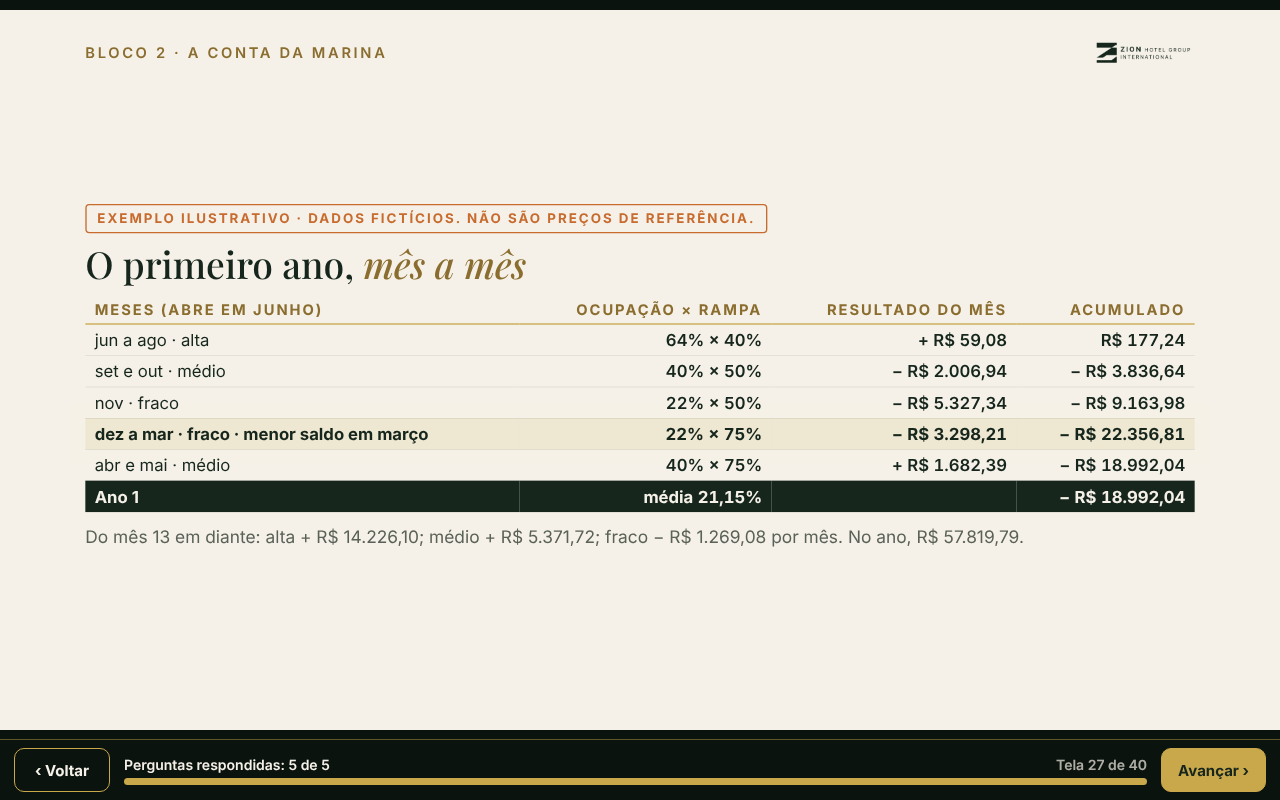 BLOCO 2 · A CONTA DA MARINA
ZION HOTEL GROUP
INTERNATIONAL
EXEMPLO ILUSTRATIVO · DADOS FICTÍCIOS. NÃO SÃO PREÇOS DE REFERÊNCIA.
O primeiro ano, mês a mês
MESES (ABRE EM JUNHO) OCUPAÇÃO × RAMPA RESULTADO DO MÊS ACUMULADO
jun a ago · alta 64% × 40% + R$ 59,08 R$ 177,24
set e out · médio 40% × 50% − R$ 2.006,94 − R$ 3.836,64
nov · fraco 22% × 50% − R$ 5.327,34 − R$ 9.163,98
dez a mar · fraco · menor saldo em março 22% × 75% − R$ 3.298,21 − R$ 22.356,81
abr e mai · médio 40% × 75% + R$ 1.682,39 − R$ 18.992,04
Ano 1 média 21,15% − R$ 18.992,04
Do mês 13 em diante: alta + R$ 14.226,10; médio + R$ 5.371,72; fraco − R$ 1.269,08 por mês. No ano, R$ 57.819,79.
‹ Voltar
Perguntas respondidas: 5 de 5
Tela 27 de 40
Avançar ›